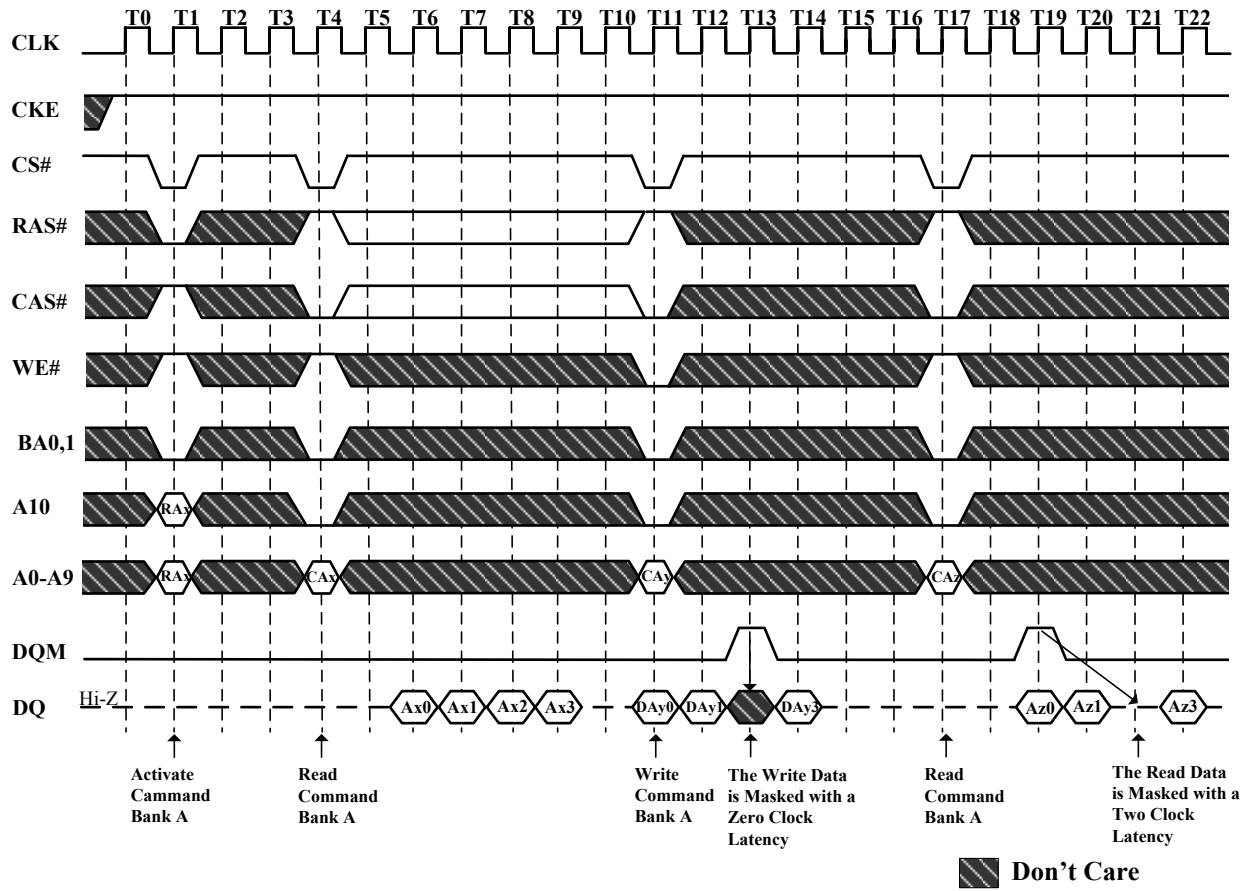 T0 T1 T2 T3 T4 T5 T6 T7 T8 T9 T10 T11 T12 T13 T14 T15 T16 T17 T18 T19 T20 T21 T22
CLK
CKE
CS#
RAS#
CAS#
WE#
BA0,1
A10 RAx
A0-A9 RAx CAx CAy CAz
DQM
DQ Hi-Z Ax0 Ax1 Ax2 Ax3 DAy0 DAy1 DAy3 Az0 Az1 Az3
Activate
Cammand
Bank A
Read
Command
Bank A
Write
Command
Bank A
The Write Data
is Masked with a
Zero Clock
Latency
Read
Command
Bank A
The Read Data
is Masked with a
Two Clock
Latency
Don't Care